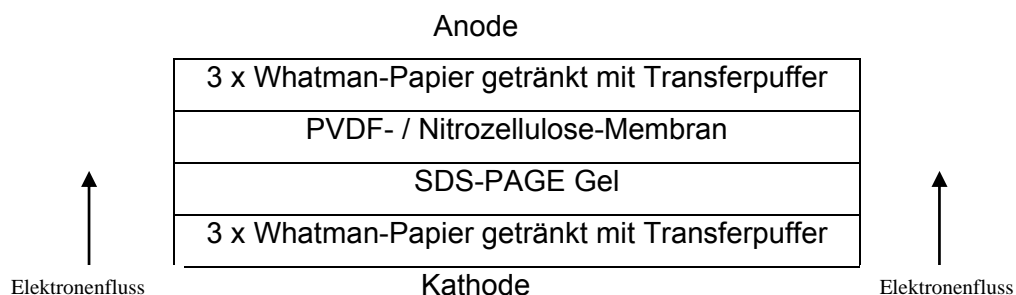 Anode
3 x Whatman-Papier getränkt mit Transferpuffer
PVDF- / Nitrozellulose-Membran
SDS-PAGE Gel
3 x Whatman-Papier getränkt mit Transferpuffer
Elektronenfluss
Kathode
Elektronenfluss